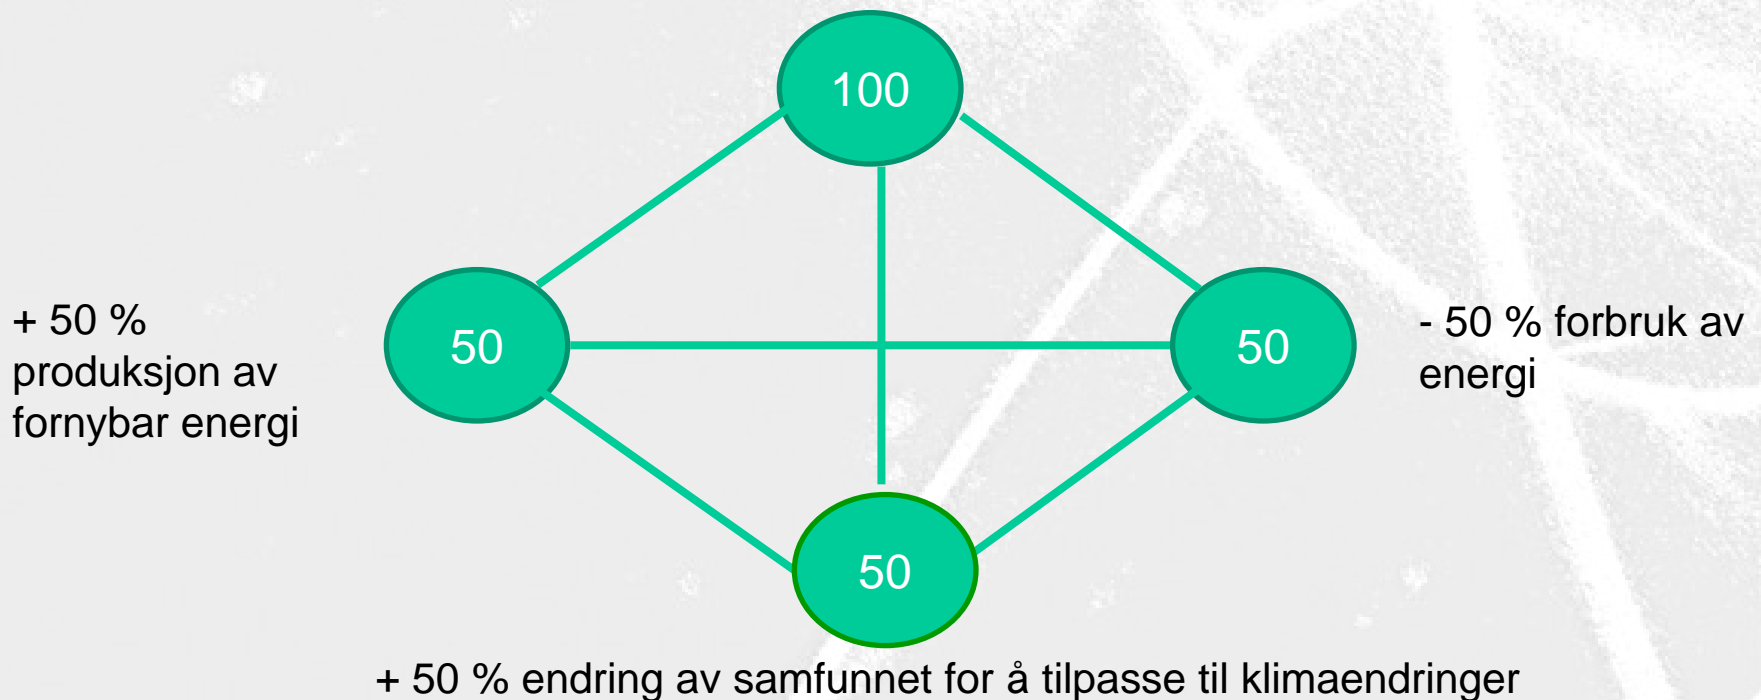 100
+ 50 %
produksjon av
fornybar energi
50
50
- 50 % forbruk av
energi
50
+ 50 % endring av samfunnet for å tilpasse til klimaendringer